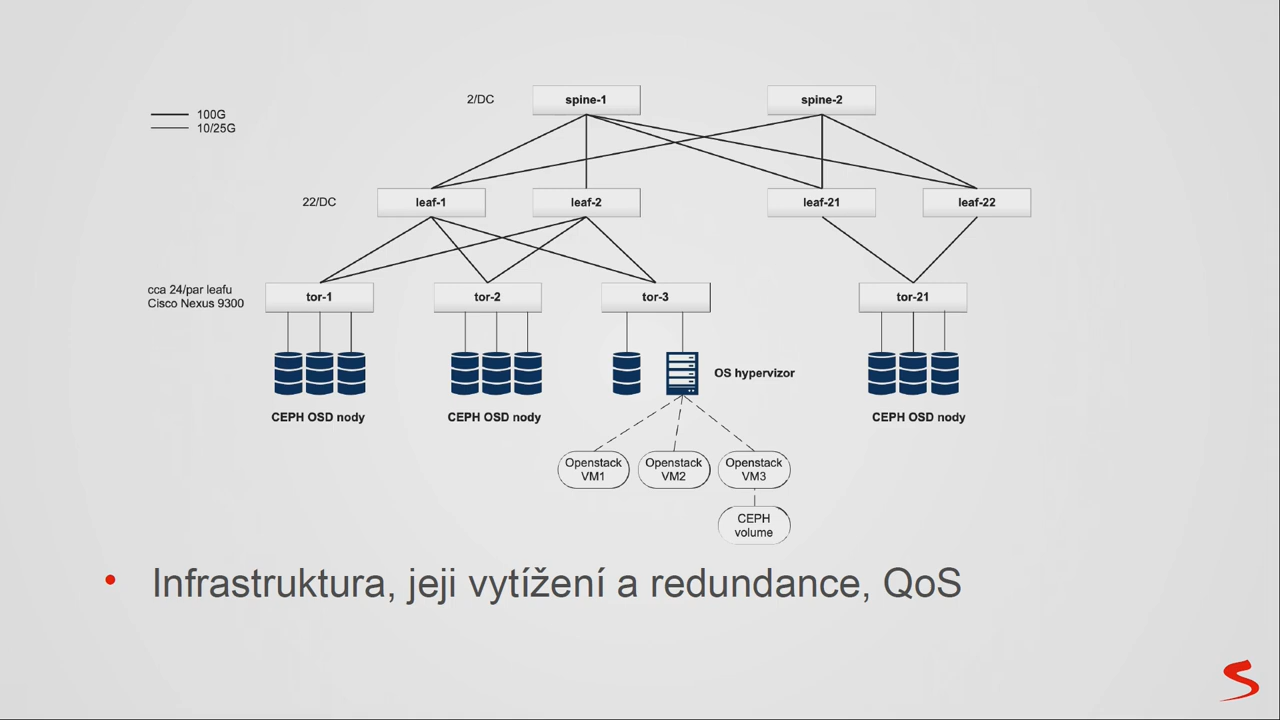 2/DC
spine-1
spine-2
100G
10/25G
22/DC
leaf-1
leaf-2
leaf-21
leaf-22
cca 24/par leafu
Cisco Nexus 9300
tor-1
tor-2
tor-3
tor-21
OS hypervizor
CEPH OSD nody
CEPH OSD nody
CEPH OSD nody
Openstack
VM1
Openstack
VM2
Openstack
VM3
CEPH
volume
Infrastruktura, jeji vytížení a redundance, QoS